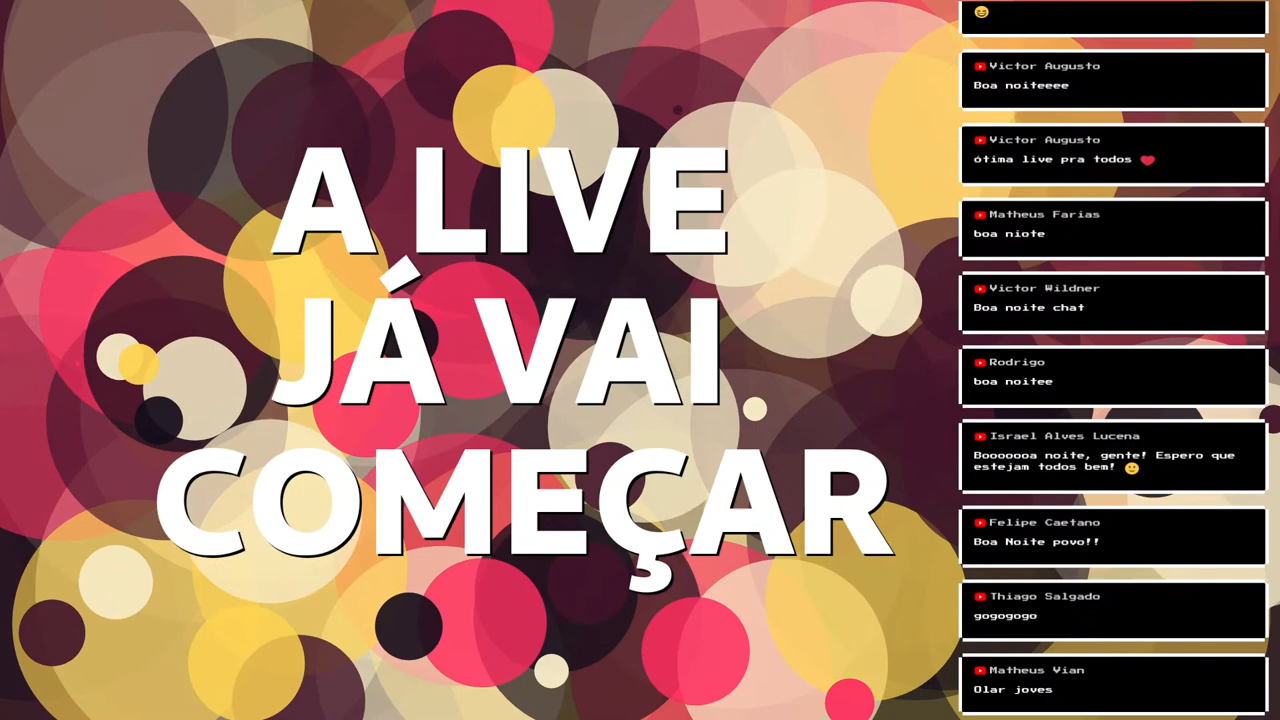 A LIVE
JÁ VAI
COMEÇAR
😄
Victor Augusto
Boa noiteeee
Victor Augusto
ótima live pra todos ❤️
Matheus Farias
boa niote
Victor Wildner
Boa noite chat
Rodrigo
boa noitee
Israel Alves Lucena
Booooooa noite, gente! Espero que
estejam todos bem! 🙂
Felipe Caetano
Boa Noite povo!!
Thiago Salgado
gogogogo
Matheus Vian
Olar joves